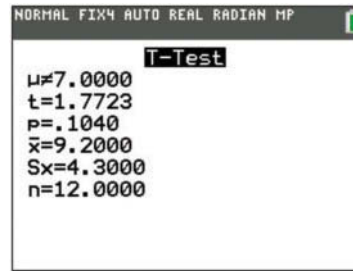 NORMAL FIX4 AUTO REAL RADIAN MP
T-Test
μ≠7.0000
t=1.7723
p=.1040
x̄=9.2000
Sx=4.3000
n=12.0000